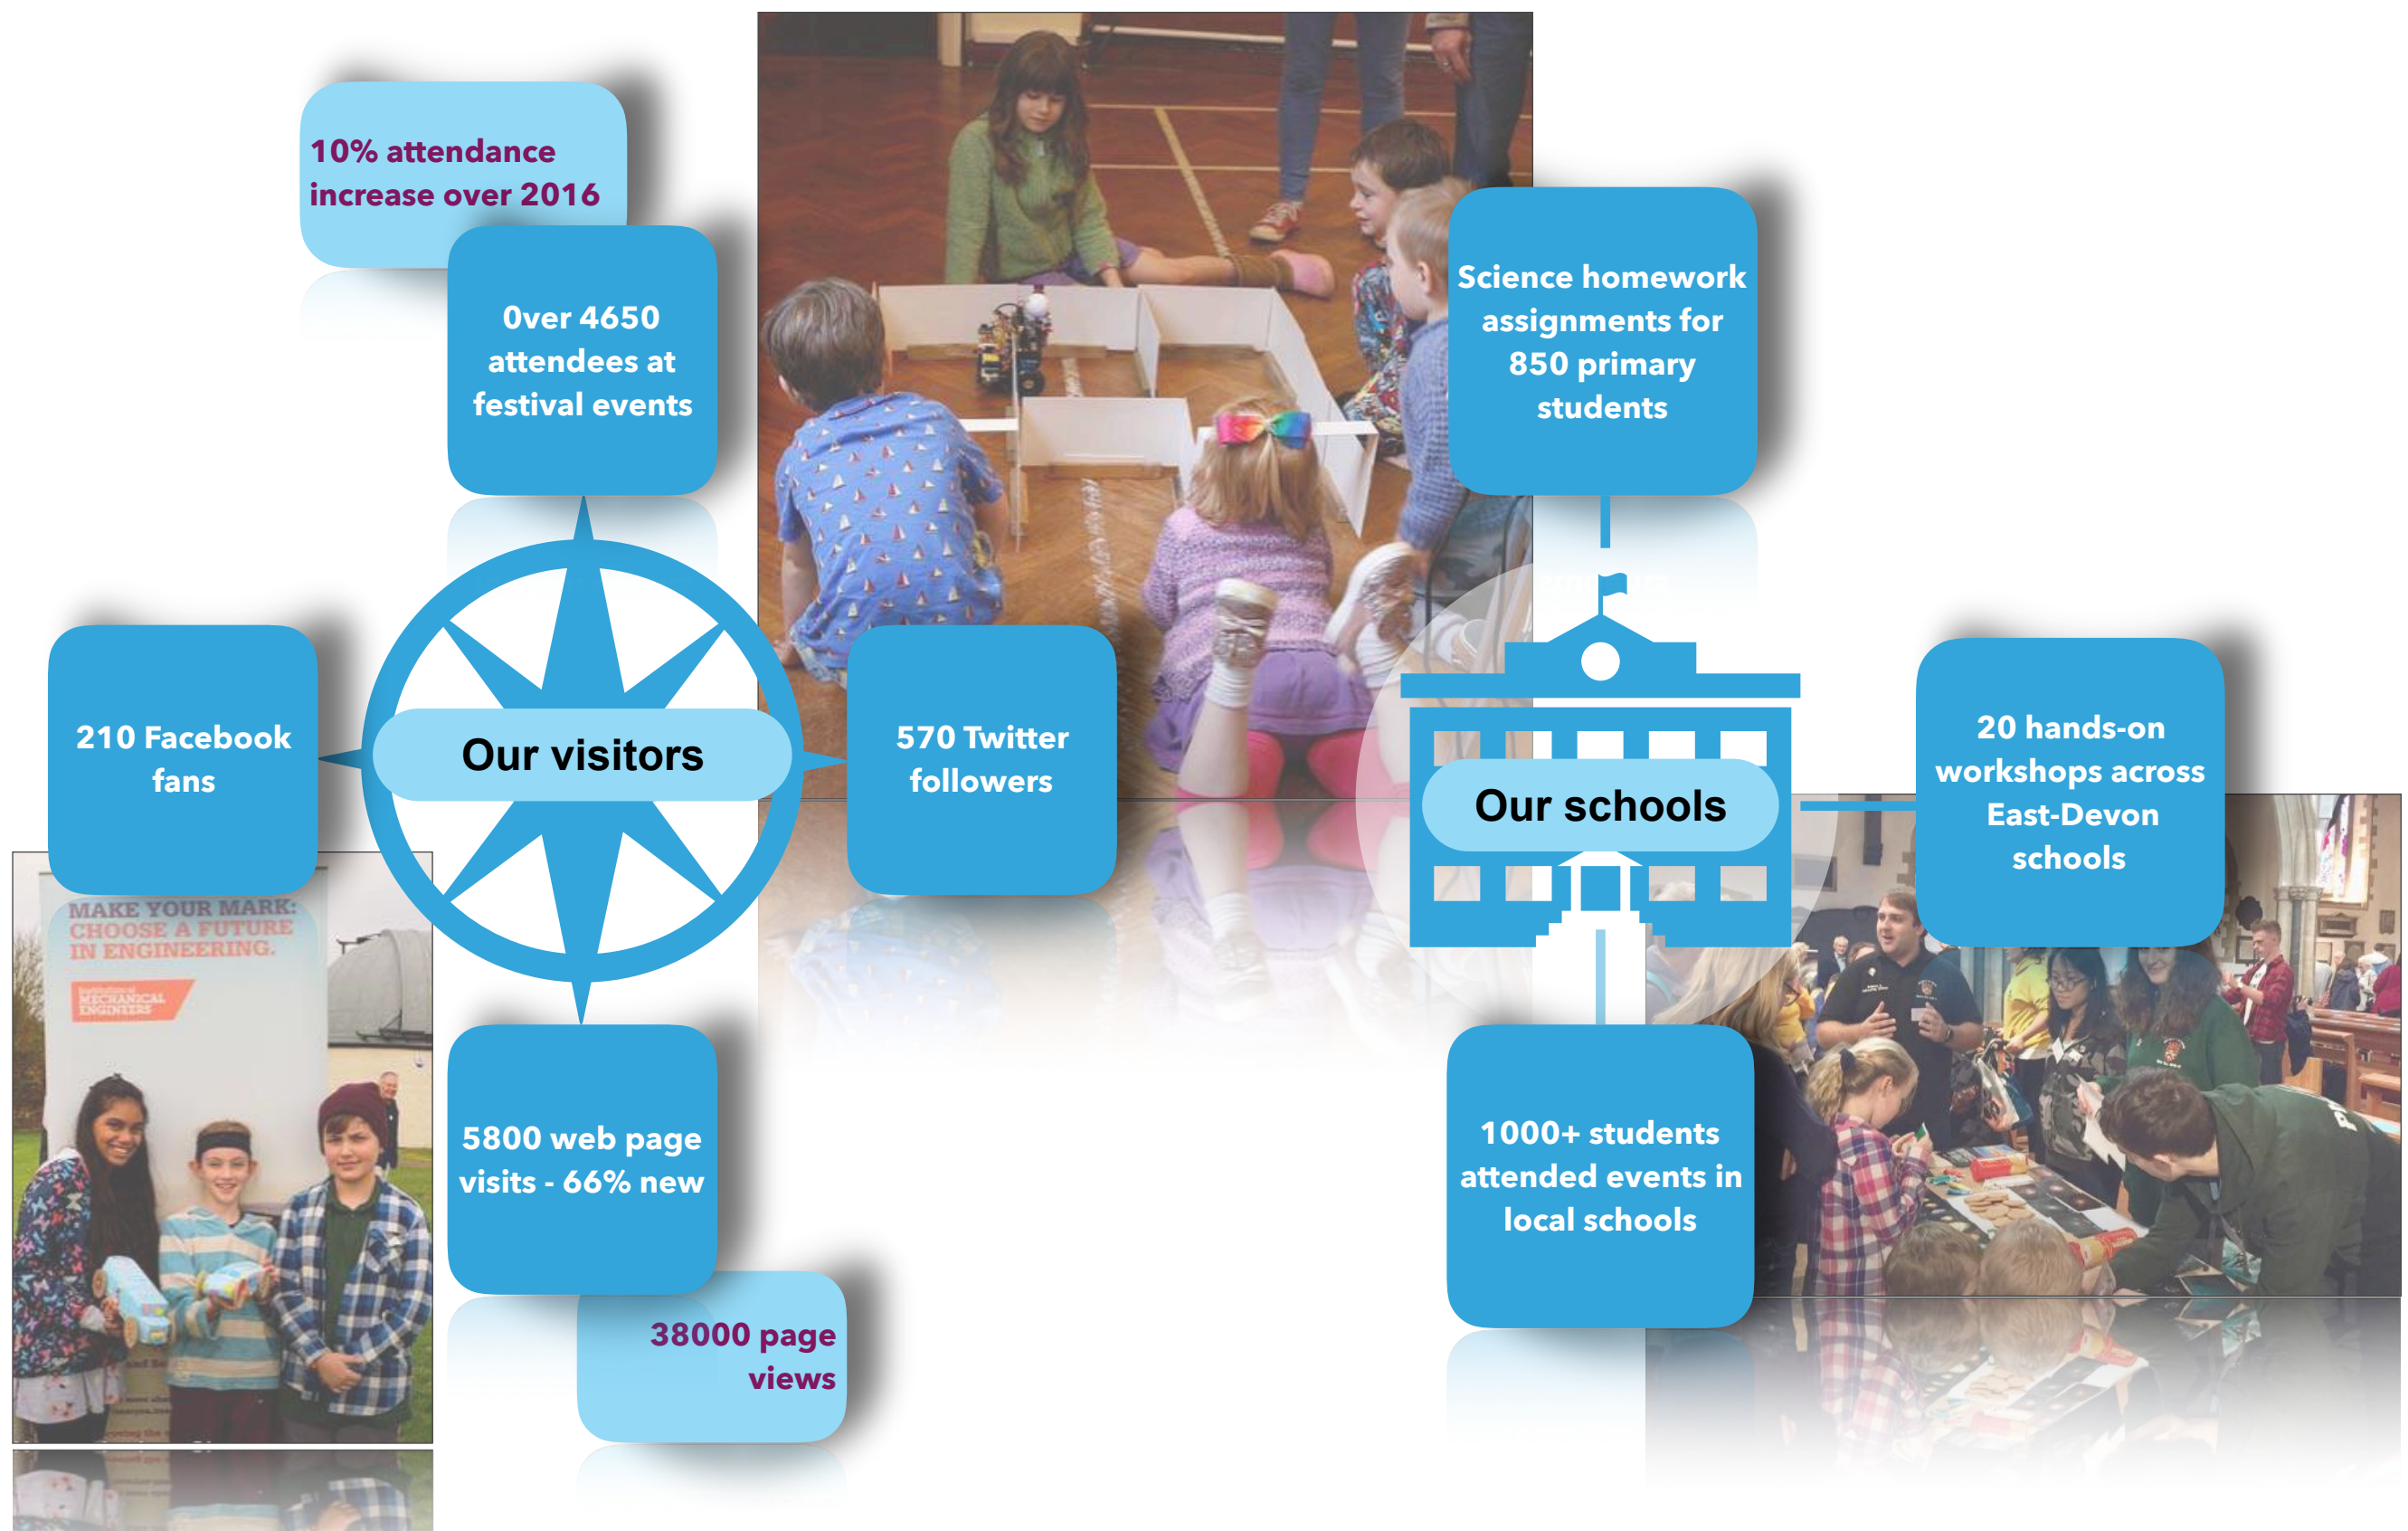 10% attendance
increase over 2016
0ver 4650
attendees at
festival events
210 Facebook
fans
Our visitors
570 Twitter
followers
5800 web page
visits - 66% new
38000 page
views
Science homework
assignments for
850 primary
students
Our schools
20 hands-on
workshops across
East-Devon
schools
1000+ students
attended events in
local schools
MAKE YOUR MARK:
CHOOSE A FUTURE
IN ENGINEERING.
Institution of
MECHANICAL
ENGINEERS